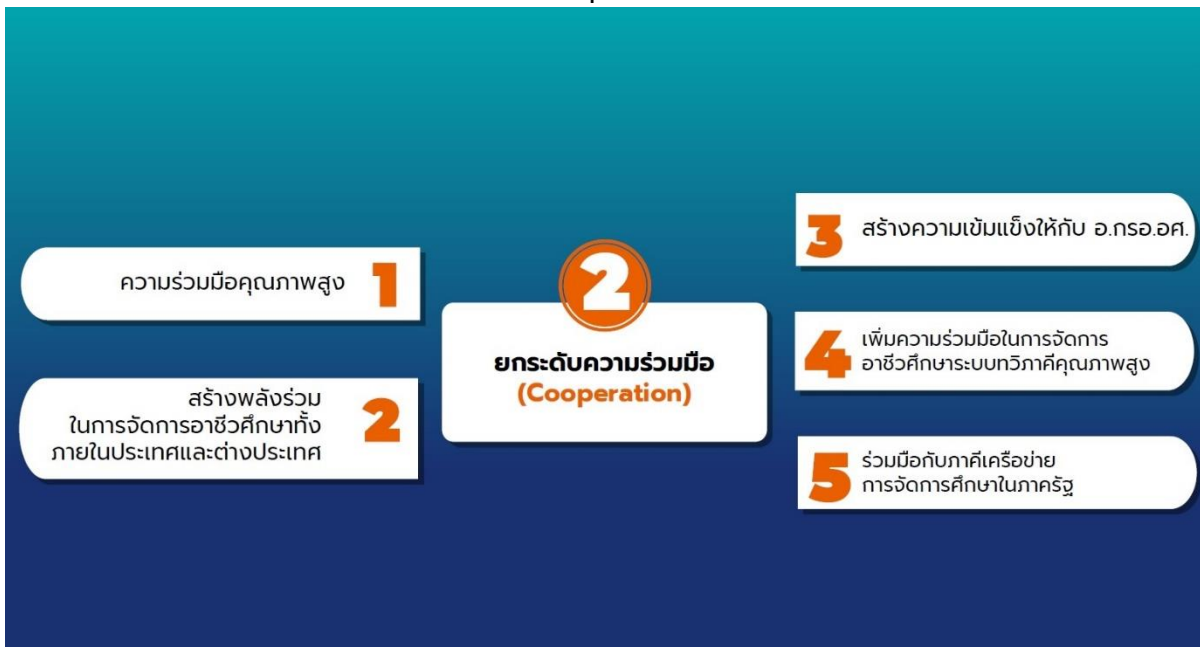 2
ยกระดับความร่วมมือ
(Cooperation)
1
ความร่วมมือคุณภาพสูง
2
สร้างพลังร่วม
ในการจัดการอาชีวศึกษาทั้ง
ภายในประเทศและต่างประเทศ
3
สร้างความเข้มแข็งให้กับ อ.กรอ.อศ.
4
เพิ่มความร่วมมือในการจัดการ
อาชีวศึกษาระบบทวิภาคีคุณภาพสูง
5
ร่วมมือกับภาคีเครือข่าย
การจัดการศึกษาในภาครัฐ